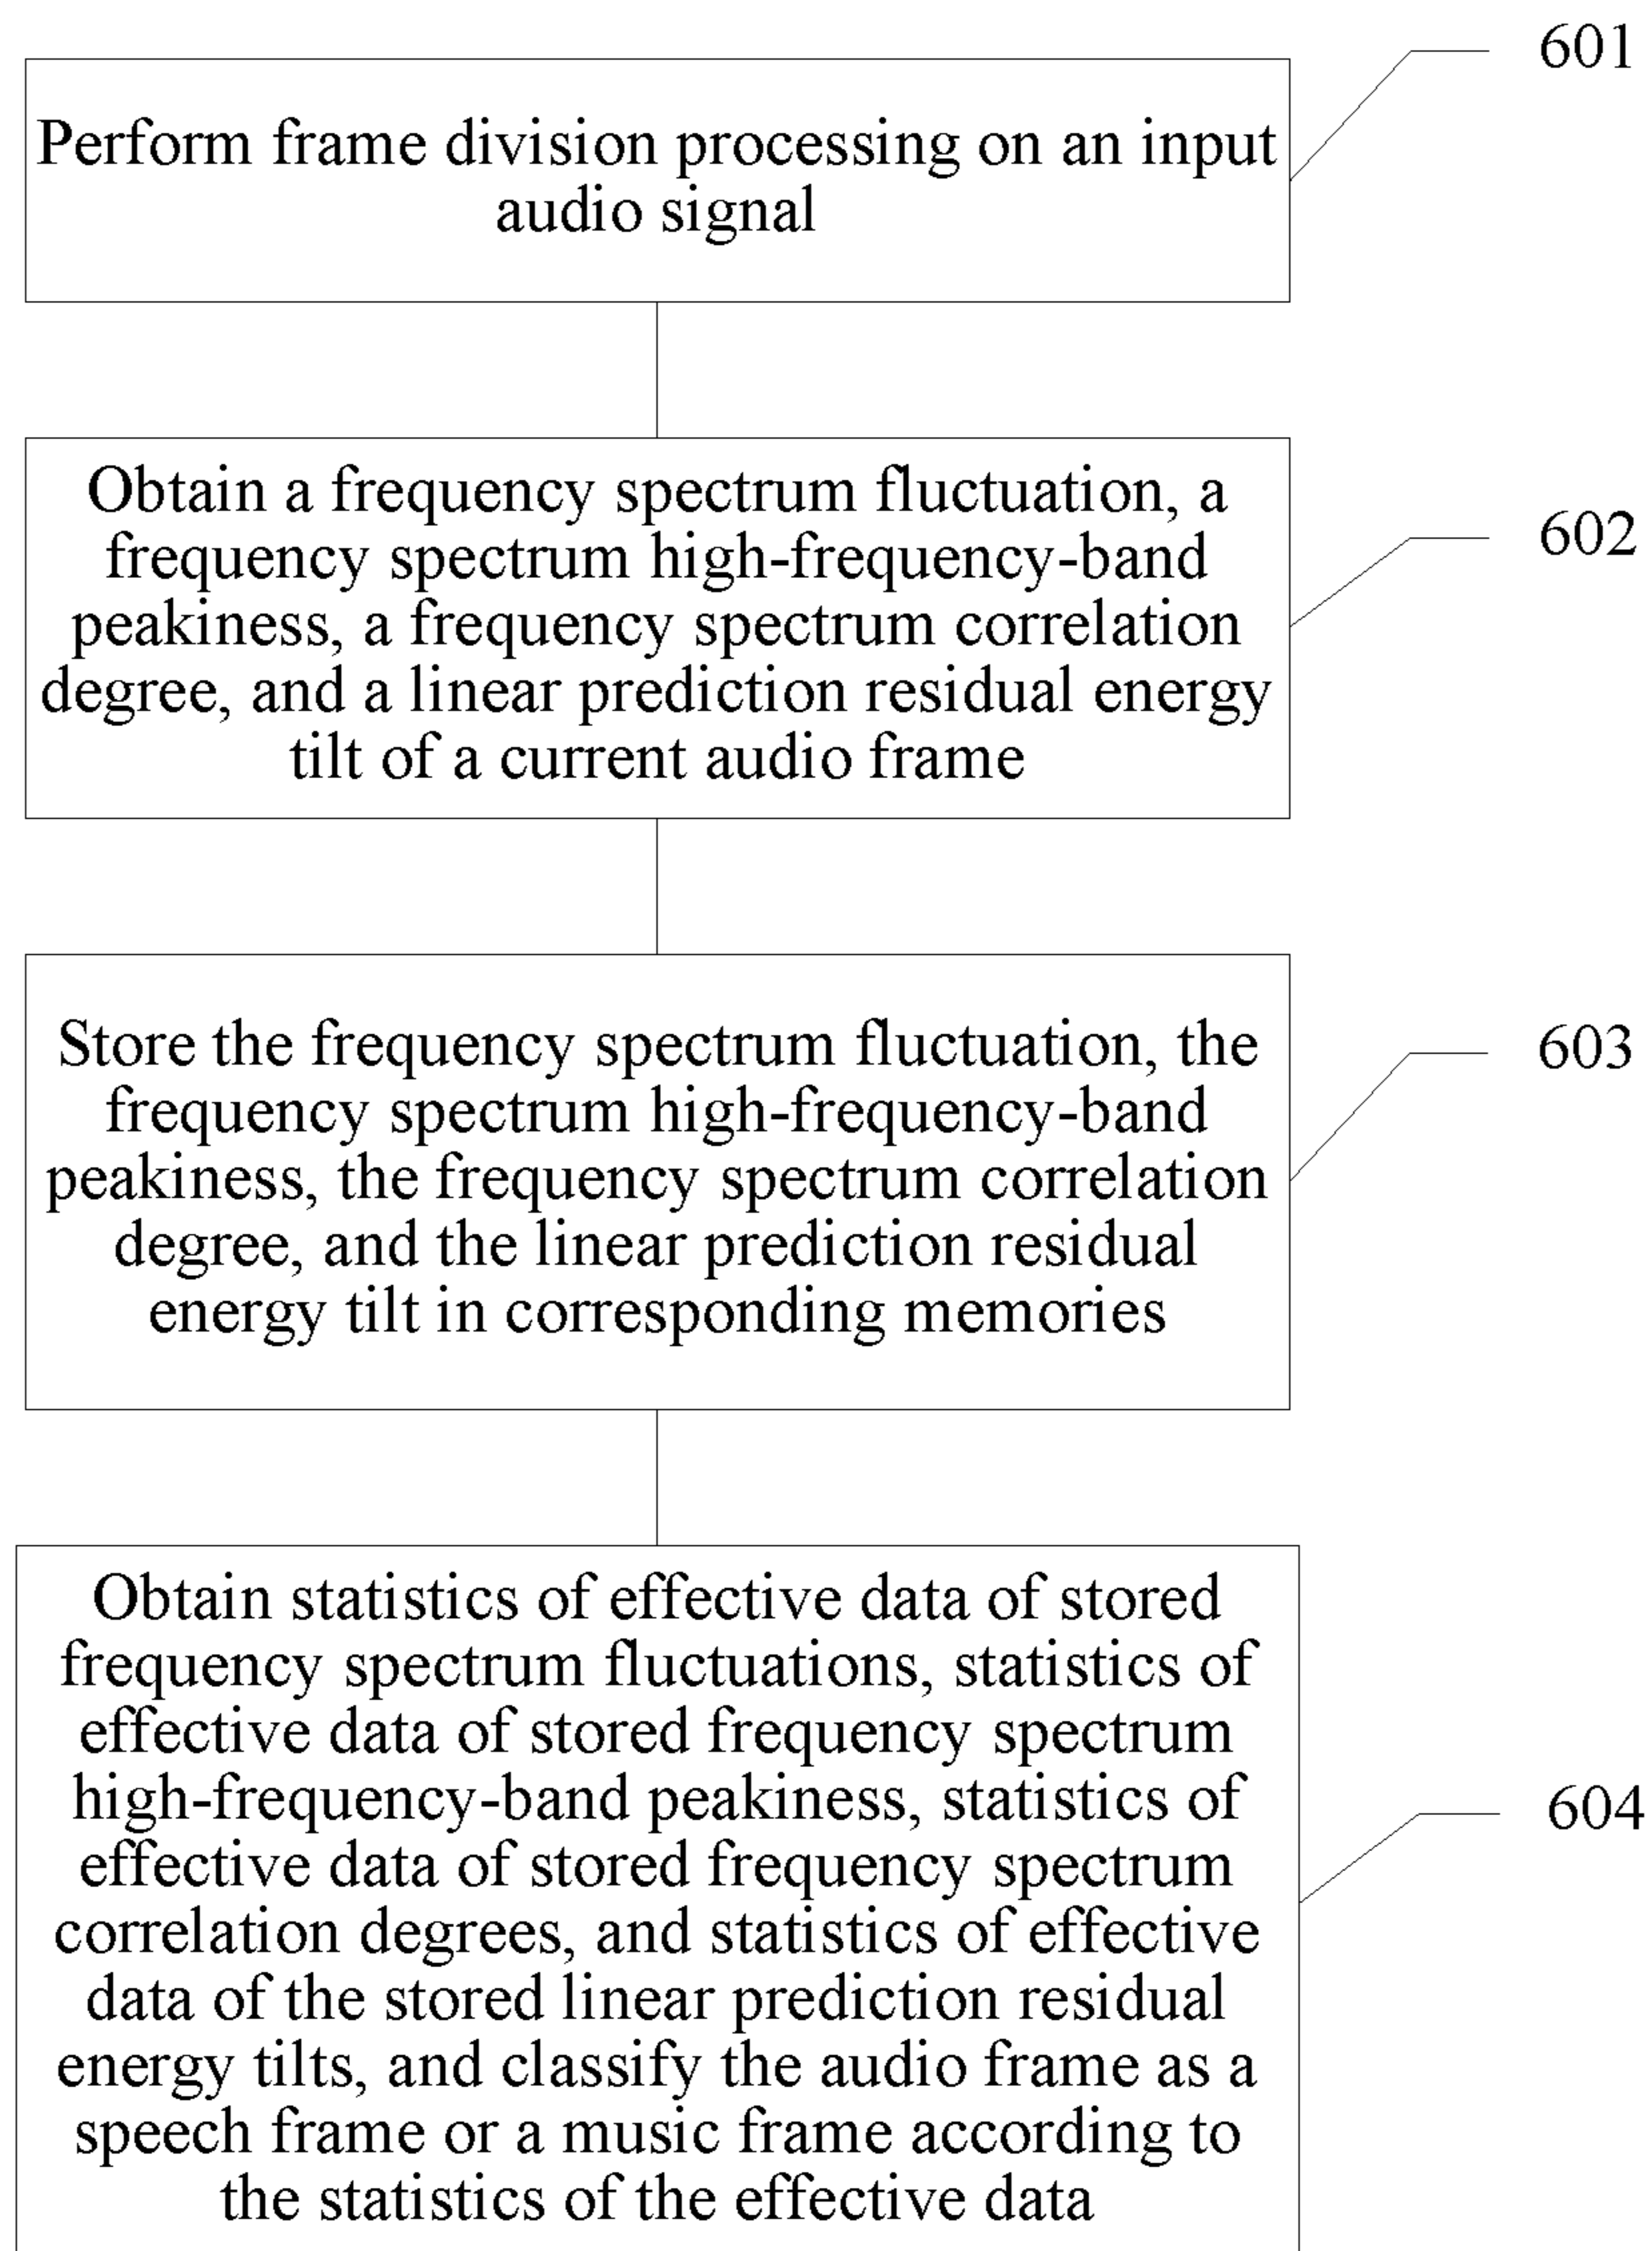 601
Perform frame division processing on an input
audio signal
602
Obtain a frequency spectrum fluctuation, a
frequency spectrum high-frequency-band
peakiness, a frequency spectrum correlation
degree, and a linear prediction residual energy
tilt of a current audio frame
603
Store the frequency spectrum fluctuation, the
frequency spectrum high-frequency-band
peakiness, the frequency spectrum correlation
degree, and the linear prediction residual
energy tilt in corresponding memories
604
Obtain statistics of effective data of stored
frequency spectrum fluctuations, statistics of
effective data of stored frequency spectrum
high-frequency-band peakiness, statistics of
effective data of stored frequency spectrum
correlation degrees, and statistics of effective
data of the stored linear prediction residual
energy tilts, and classify the audio frame as a
speech frame or a music frame according to
the statistics of the effective data